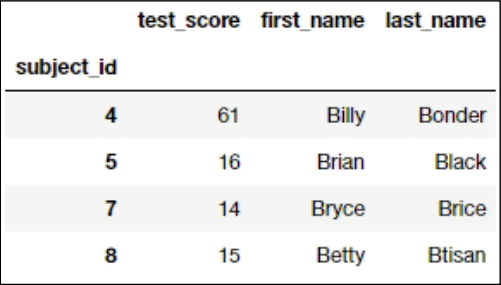 test_score first_name last_name
subject_id
4 61 Billy Bonder
5 16 Brian Black
7 14 Bryce Brice
8 15 Betty Btisan